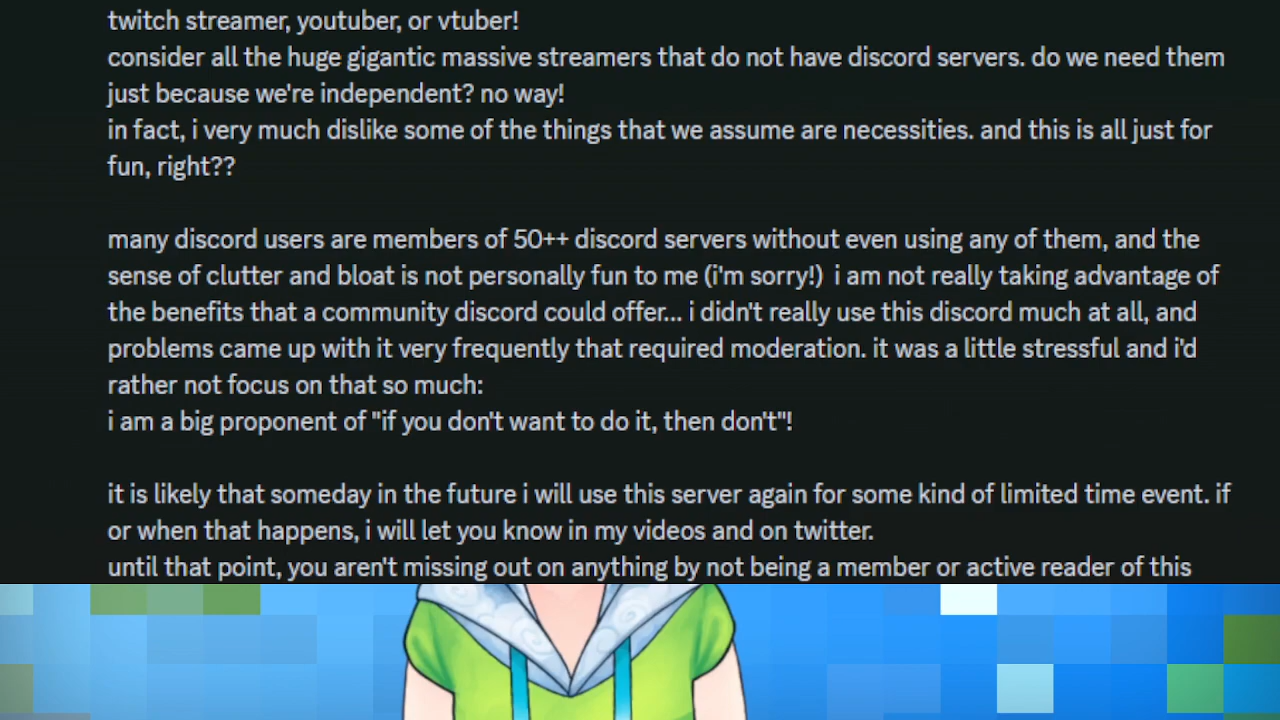 twitch streamer, youtuber, or vtuber!
consider all the huge gigantic massive streamers that do not have discord servers. do we need them
just because we're independent? no way!
in fact, i very much dislike some of the things that we assume are necessities. and this is all just for
fun, right??
many discord users are members of 50++ discord servers without even using any of them, and the
sense of clutter and bloat is not personally fun to me (i'm sorry!)  i am not really taking advantage of
the benefits that a community discord could offer... i didn't really use this discord much at all, and
problems came up with it very frequently that required moderation. it was a little stressful and i'd
rather not focus on that so much:
i am a big proponent of "if you don't want to do it, then don't"!
it is likely that someday in the future i will use this server again for some kind of limited time event. if
or when that happens, i will let you know in my videos and on twitter.
until that point, you aren't missing out on anything by not being a member or active reader of this